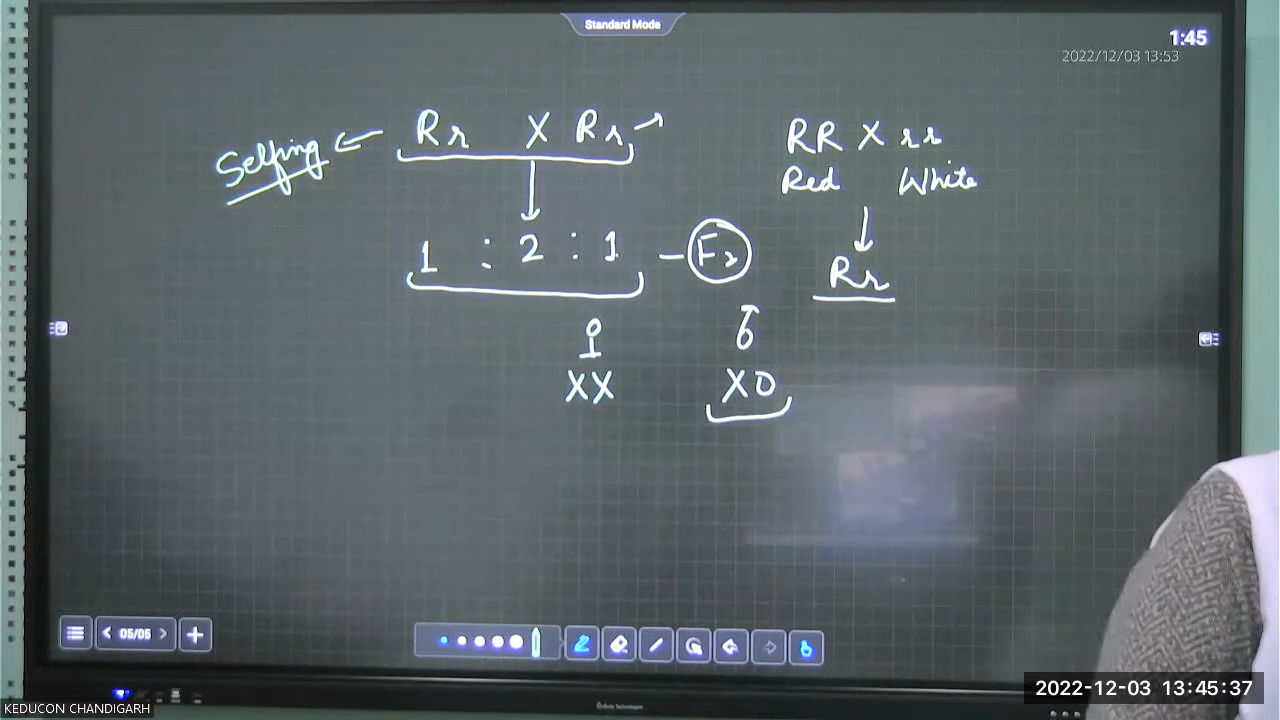 Standard Mode
1:45
2022/12/03 13:53
Selfing ← Rr X Rr →
RR X rr
Red White
↓
↓
1 : 2 : 1 – F2
Rr
♀ ♂
XX XO
05/05
KEDUCON CHANDIGARH
2022-12-03 13:45:37